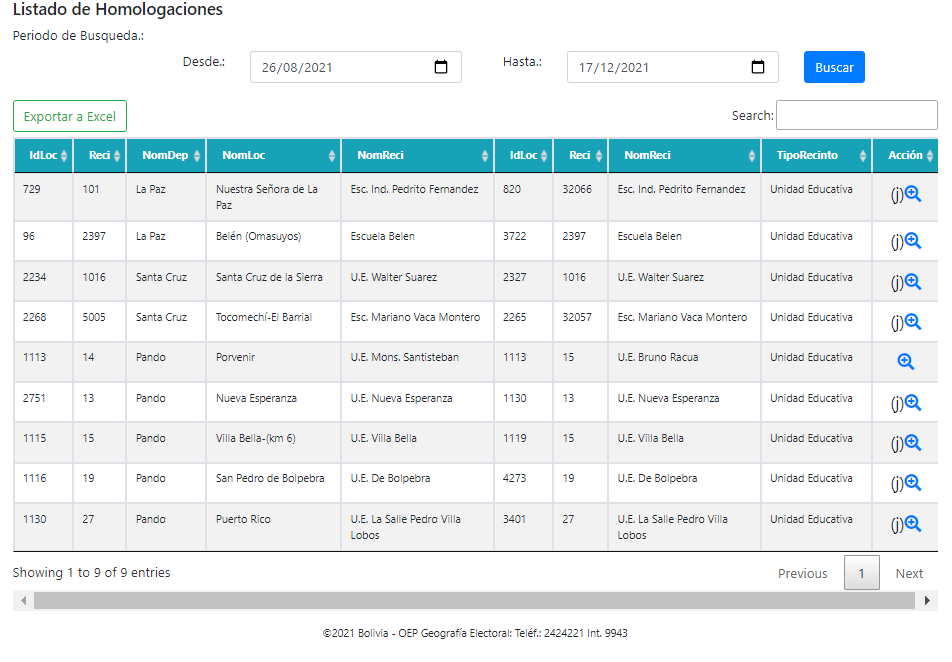 Listado de Homologaciones
Periodo de Busqueda.:
Desde.: 26/08/2021 Hasta.: 17/12/2021 Buscar
Exportar a Excel Search:
IdLoc Reci NomDep NomLoc NomReci IdLoc Reci NomReci TipoRecinto Acción
729 101 La Paz Nuestra Señora de La Esc. Ind. Pedrito Fernandez 820 32066 Esc. Ind. Pedrito Fernandez Unidad Educativa (j)
Paz
96 2397 La Paz Belén (Omasuyos) Escuela Belen 3722 2397 Escuela Belen Unidad Educativa (j)
2234 1016 Santa Cruz Santa Cruz de la Sierra U.E. Walter Suarez 2327 1016 U.E. Walter Suarez Unidad Educativa (j)
2268 5005 Santa Cruz Tocomechí-El Barrial Esc. Mariano Vaca Montero 2265 32057 Esc. Mariano Vaca Montero Unidad Educativa (j)
1113 14 Pando Porvenir U.E. Mons. Santisteban 1113 15 U.E. Bruno Racua Unidad Educativa
2751 13 Pando Nueva Esperanza U.E. Nueva Esperanza 1130 13 U.E. Nueva Esperanza Unidad Educativa (j)
1115 15 Pando Villa Bella-(km 6) U.E. Villa Bella 1119 15 U.E. Villa Bella Unidad Educativa (j)
1116 19 Pando San Pedro de Bolpebra U.E. De Bolpebra 4273 19 U.E. De Bolpebra Unidad Educativa (j)
1130 27 Pando Puerto Rico U.E. La Salle Pedro Villa 3401 27 U.E. La Salle Pedro Villa Unidad Educativa (j)
Lobos Lobos
Showing 1 to 9 of 9 entries Previous 1 Next
©2021 Bolivia - OEP Geografía Electoral: Teléf.: 2424221 Int. 9943